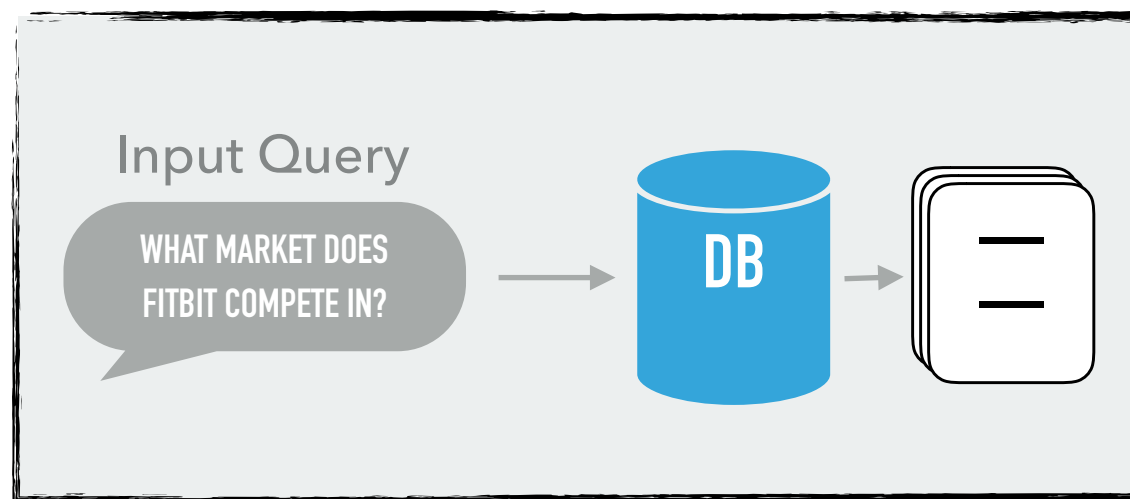 Input Query
WHAT MARKET DOES
FITBIT COMPETE IN?
DB